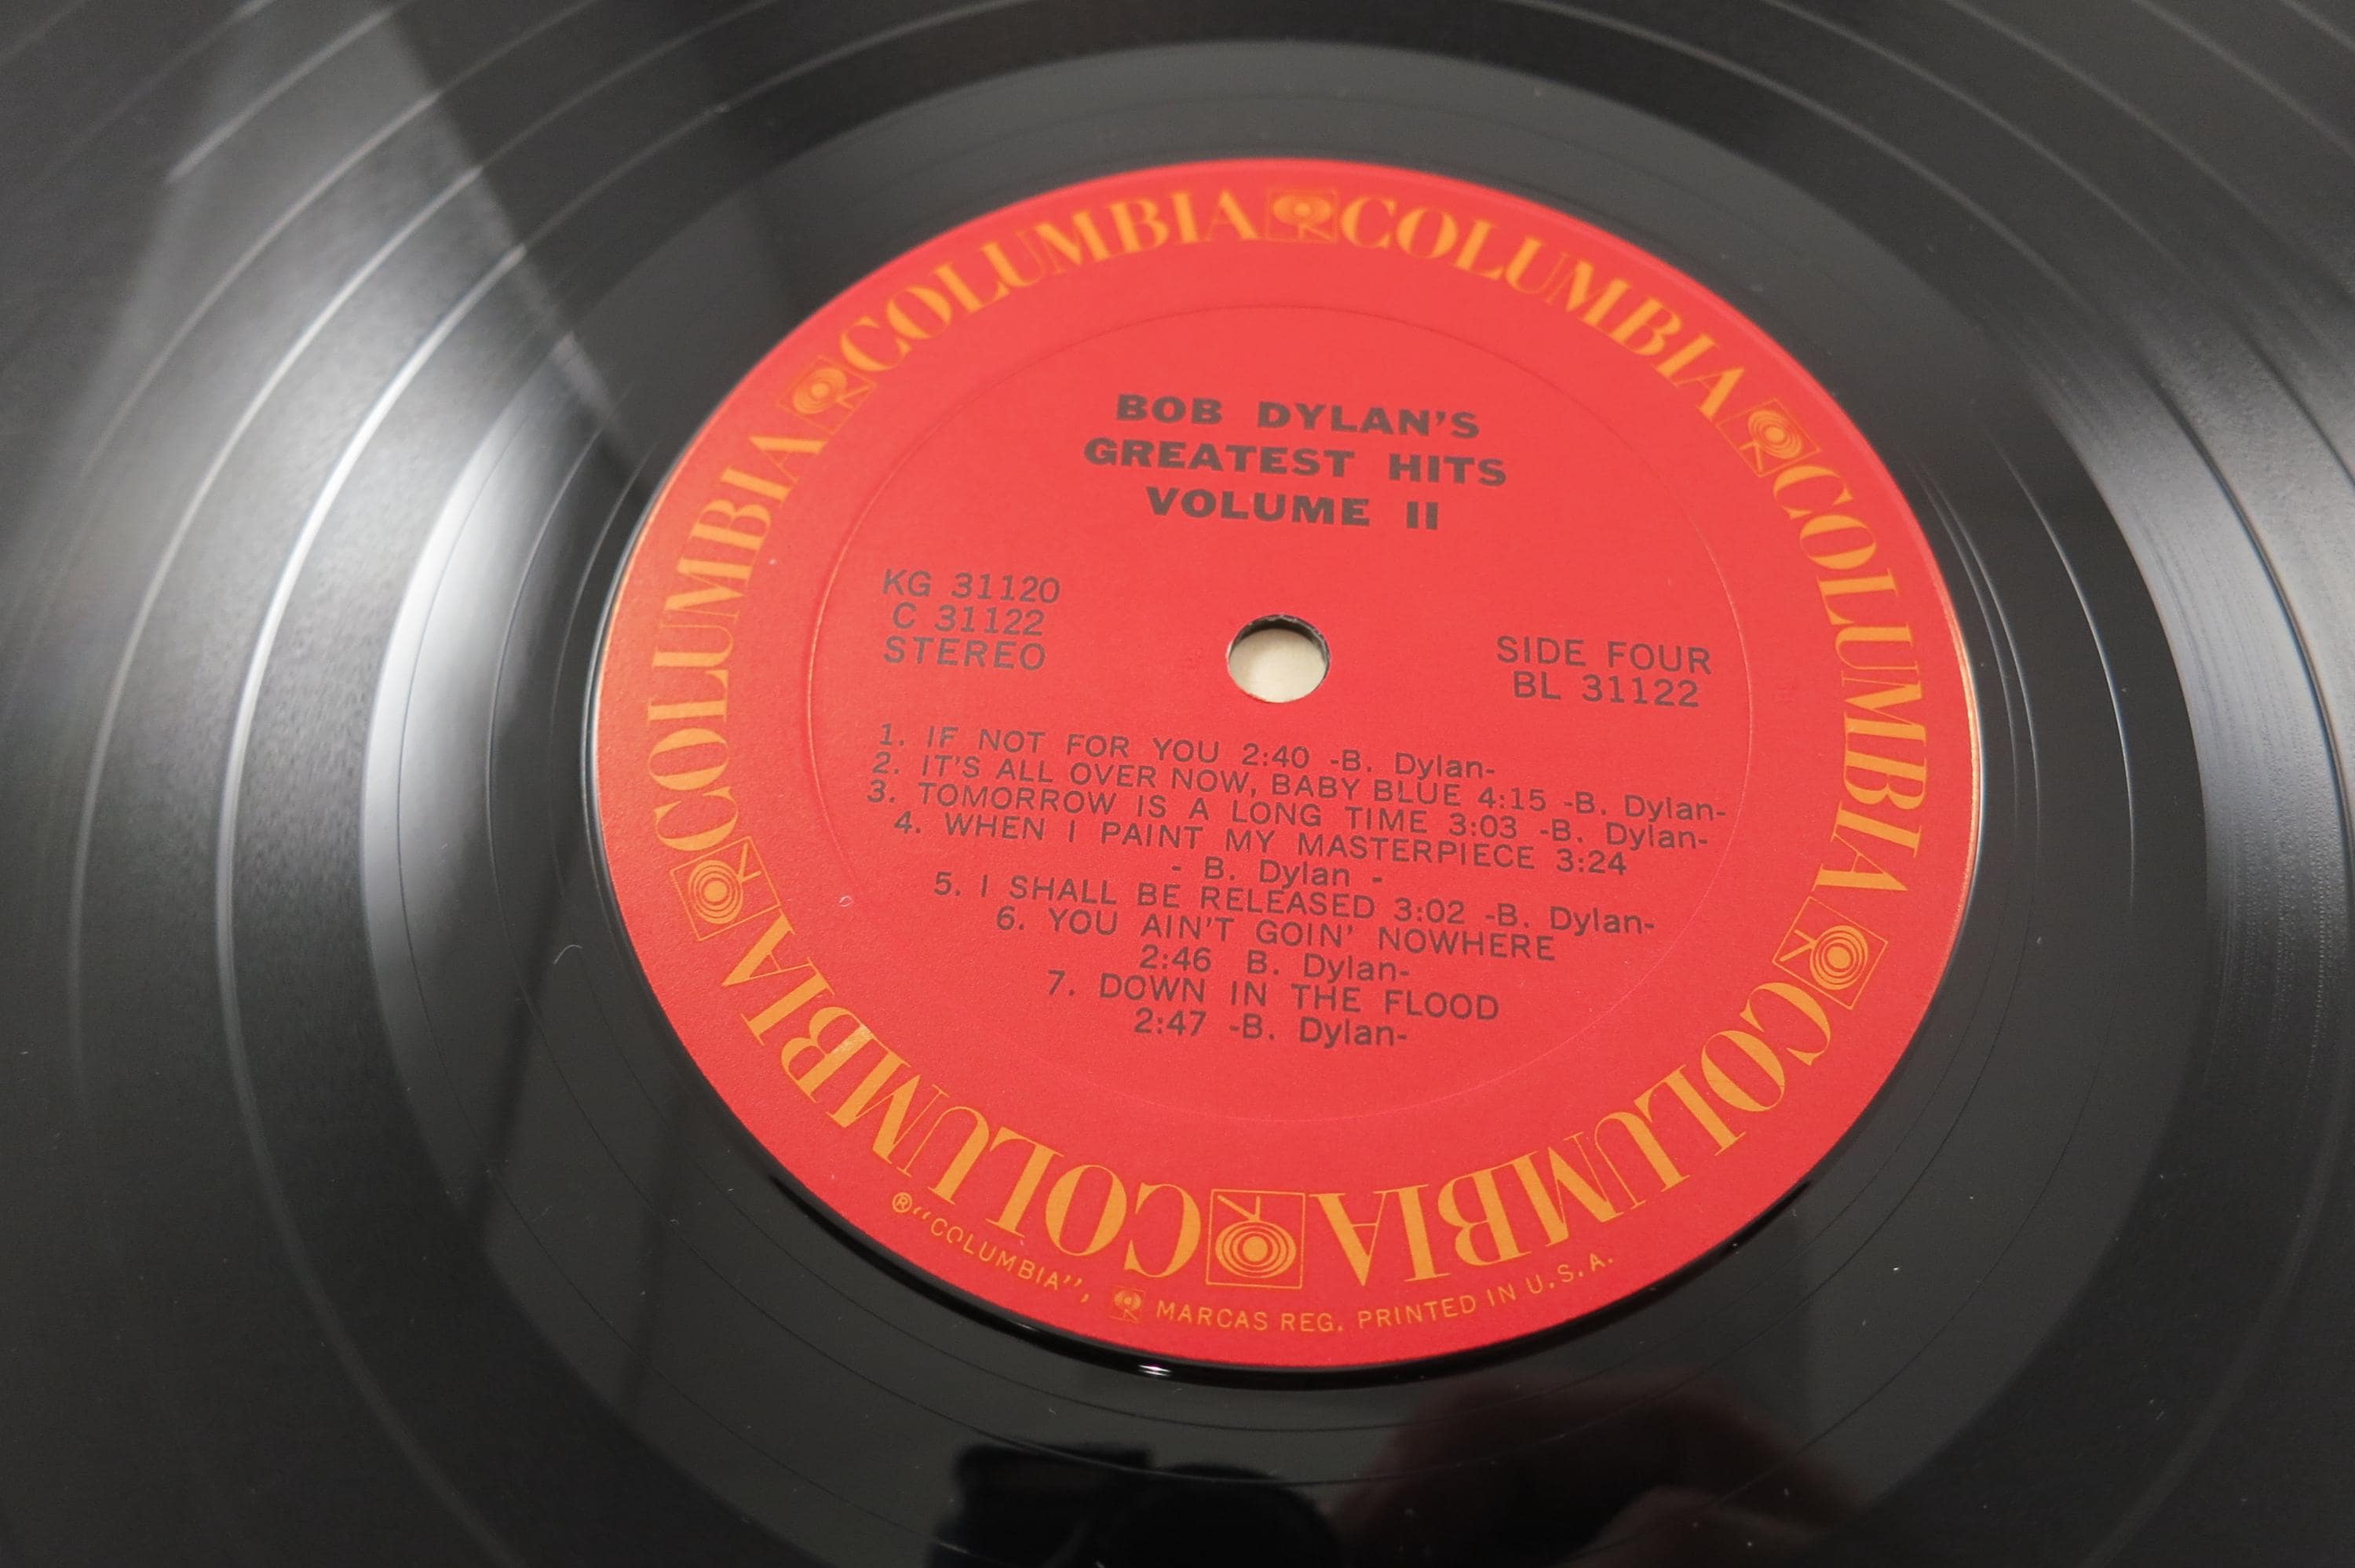 COLUMBIA COLUMBIA COLUMBIA COLUMBIA COLUMBIA COLUMBIA
BOB DYLAN'S
GREATEST HITS
VOLUME II
KG 31120
C 31122
STEREO
SIDE FOUR
BL 31122
1. IF NOT FOR YOU 2:40 -B. Dylan-
2. IT'S ALL OVER NOW, BABY BLUE 4:15 -B. Dylan-
3. TOMORROW IS A LONG TIME 3:03 -B. Dylan-
4. WHEN I PAINT MY MASTERPIECE 3:24
- B. Dylan -
5. I SHALL BE RELEASED 3:02 -B. Dylan-
6. YOU AIN'T GOIN' NOWHERE
2:46 B. Dylan-
7. DOWN IN THE FLOOD
2:47 -B. Dylan-
® "COLUMBIA", MARCAS REG. PRINTED IN U.S.A.